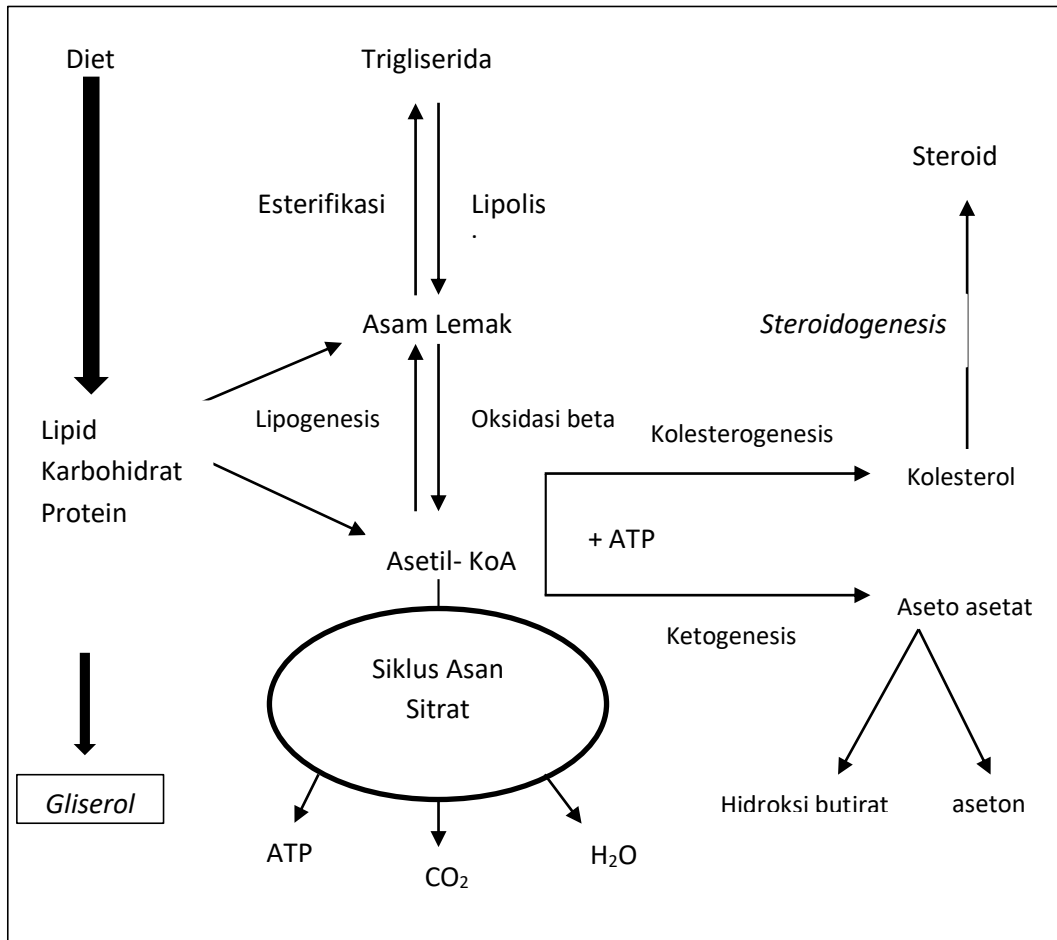 Diet
Trigliserida
Steroid
Esterifikasi
Lipolis
.
Asam Lemak
Steroidogenesis
Lipid
Karbohidrat
Protein
Lipogenesis
Oksidasi beta
Kolesterogenesis
Kolesterol
+ ATP
Asetil- KoA
Aseto asetat
Ketogenesis
Siklus Asan
Sitrat
Gliserol
Hidroksi butirat
aseton
ATP
CO₂
H₂O